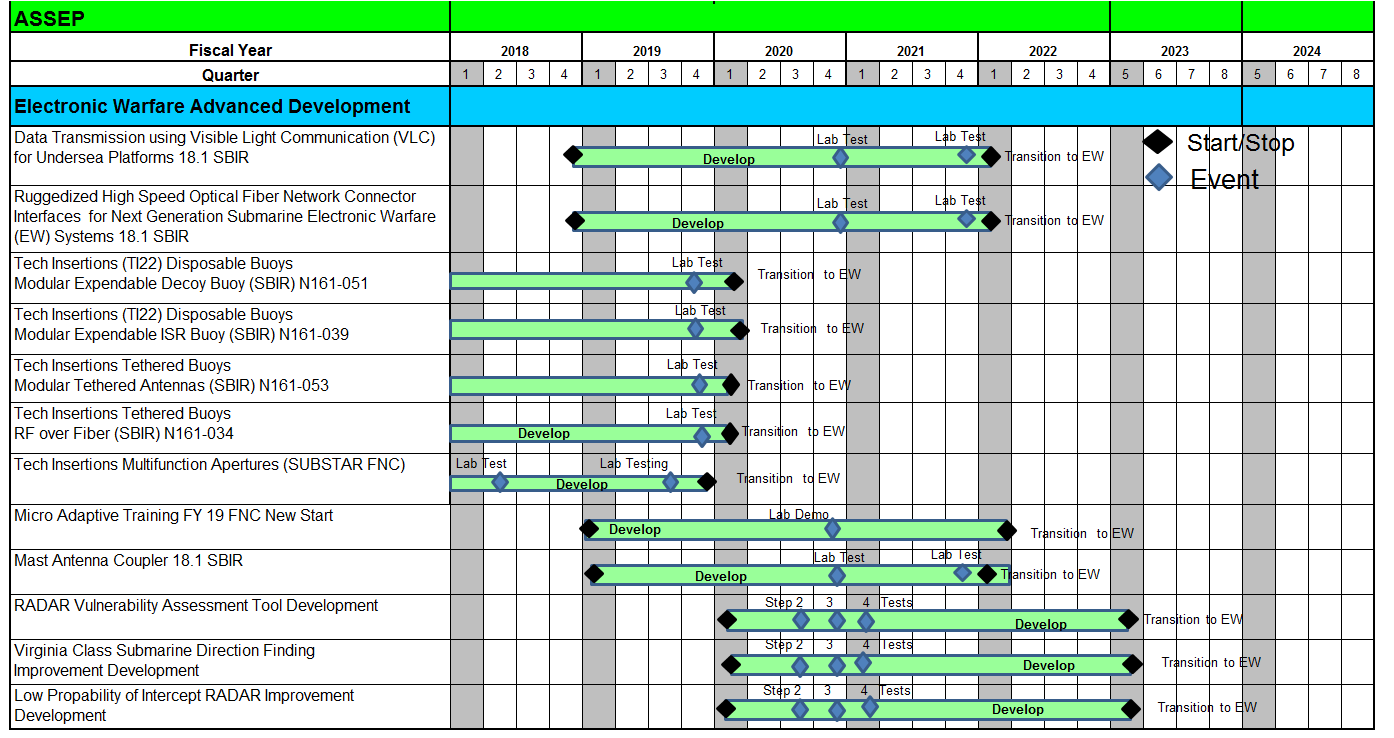 ASSEP
Fiscal Year 2018 2019 2020 2021 2022 2023 2024
Quarter 1 2 3 4 1 2 3 4 1 2 3 4 1 2 3 4 1 2 3 4 5 6 7 8 5 6 7 8
Electronic Warfare Advanced Development
Data Transmission using Visible Light Communication (VLC)
for Undersea Platforms 18.1 SBIR
Lab Test Lab Test
Develop Transition to EW
Start/Stop
Event
Ruggedized High Speed Optical Fiber Network Connector
Interfaces for Next Generation Submarine Electronic Warfare
(EW) Systems 18.1 SBIR
Lab Test Lab Test
Develop Transition to EW
Tech Insertions (TI22) Disposable Buoys
Modular Expendable Decoy Buoy (SBIR) N161-051
Lab Test
Transition to EW
Tech Insertions (TI22) Disposable Buoys
Modular Expendable ISR Buoy (SBIR) N161-039
Lab Test
Transition to EW
Tech Insertions Tethered Buoys
Modular Tethered Antennas (SBIR) N161-053
Lab Test
Transition to EW
Tech Insertions Tethered Buoys
RF over Fiber (SBIR) N161-034
Lab Test
Develop Transition to EW
Tech Insertions Multifunction Apertures (SUBSTAR FNC)
Lab Test Lab Testing
Develop Transition to EW
Micro Adaptive Training FY 19 FNC New Start
Lab Demo
Develop Transition to EW
Mast Antenna Coupler 18.1 SBIR
Lab Test Lab Test
Develop Transition to EW
RADAR Vulnerability Assessment Tool Development
Step 2 3 4 Tests
Develop Transition to EW
Virginia Class Submarine Direction Finding
Improvement Development
Step 2 3 4 Tests
Develop Transition to EW
Low Propability of Intercept RADAR Improvement
Development
Step 2 3 4 Tests
Develop Transition to EW